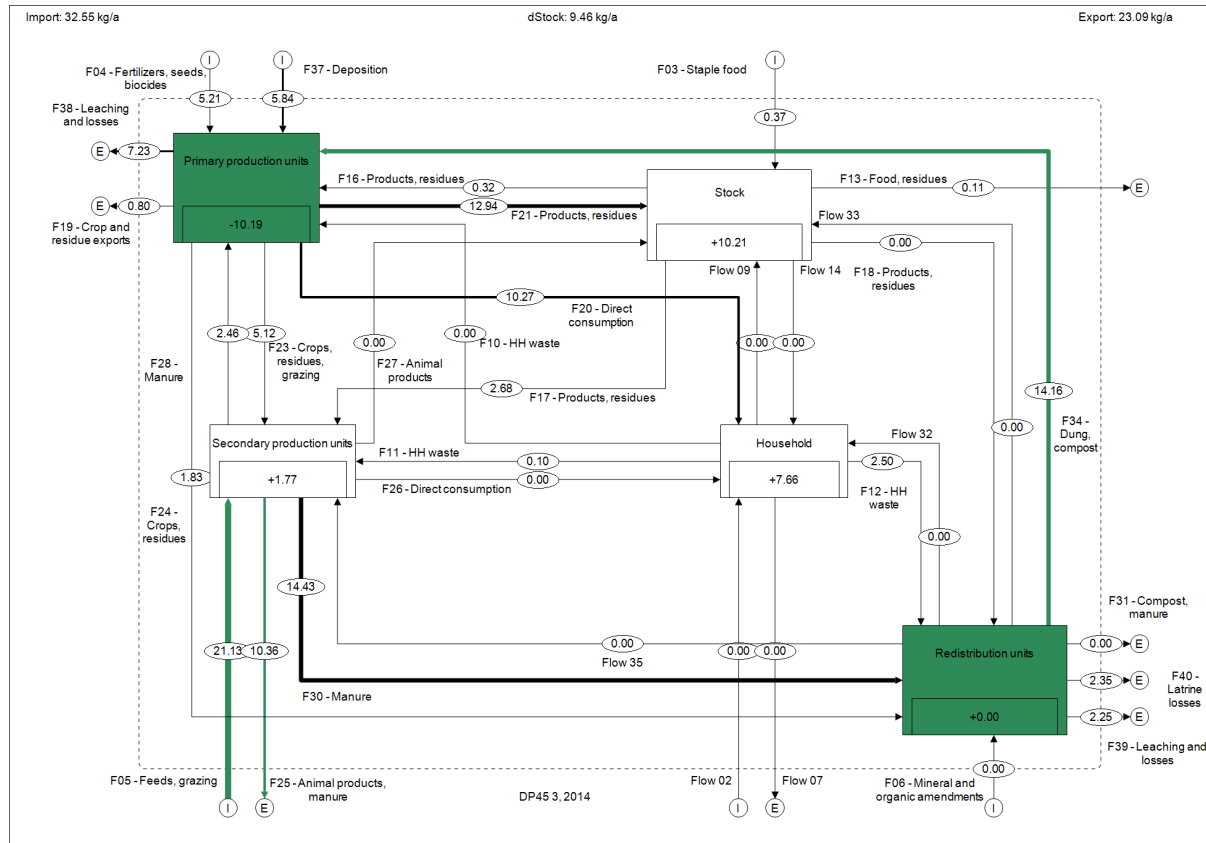 Import: 32.55 kg/a
dStock: 9.46 kg/a
Export: 23.09 kg/a
I
I
I
F04 - Fertilizers, seeds,
biocides
F37 - Deposition
F03 - Staple food
5.21
5.84
0.37
F38 - Leaching
and losses
E
7.23
Primary production units
-10.19
E
0.80
F19 - Crop and
residue exports
F16 - Products, residues
0.32
12.94
F21 - Products, residues
Stock
+10.21
F13 - Food, residues
0.11
E
Flow 33
0.00
F18 - Products,
residues
Flow 09
Flow 14
10.27
F20 - Direct
consumption
2.46
5.12
0.00
0.00
0.00
0.00
F10 - HH waste
F23 - Crops,
residues,
grazing
F27 - Animal
products
F28 -
Manure
2.68
F17 - Products, residues
14.16
F34 -
Dung,
compost
0.00
Secondary production units
+1.77
F11 - HH waste
0.10
0.00
F26 - Direct consumption
Household
+7.66
Flow 32
2.50
F12 - HH
waste
1.83
F24 -
Crops,
residues
0.00
14.43
F31 - Compost,
manure
0.00
Flow 35
21.13
10.36
0.00
0.00
Redistribution units
+0.00
0.00
E
2.35
E
F40 -
Latrine
losses
2.25
E
F39 - Leaching and
losses
F30 - Manure
0.00
F05 - Feeds, grazing
F25 - Animal products,
manure
Flow 02
Flow 07
F06 - Mineral and
organic amendments
DP45 3, 2014
I
E
I
E
I